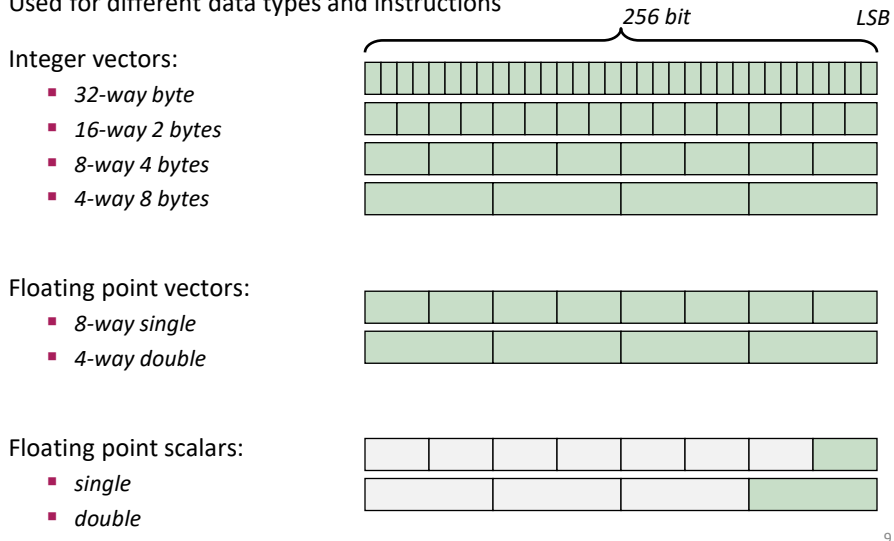 Used for different data types and instructions
256 bit
LSB
Integer vectors:
32-way byte
16-way 2 bytes
8-way 4 bytes
4-way 8 bytes
Floating point vectors:
8-way single
4-way double
Floating point scalars:
single
double
9